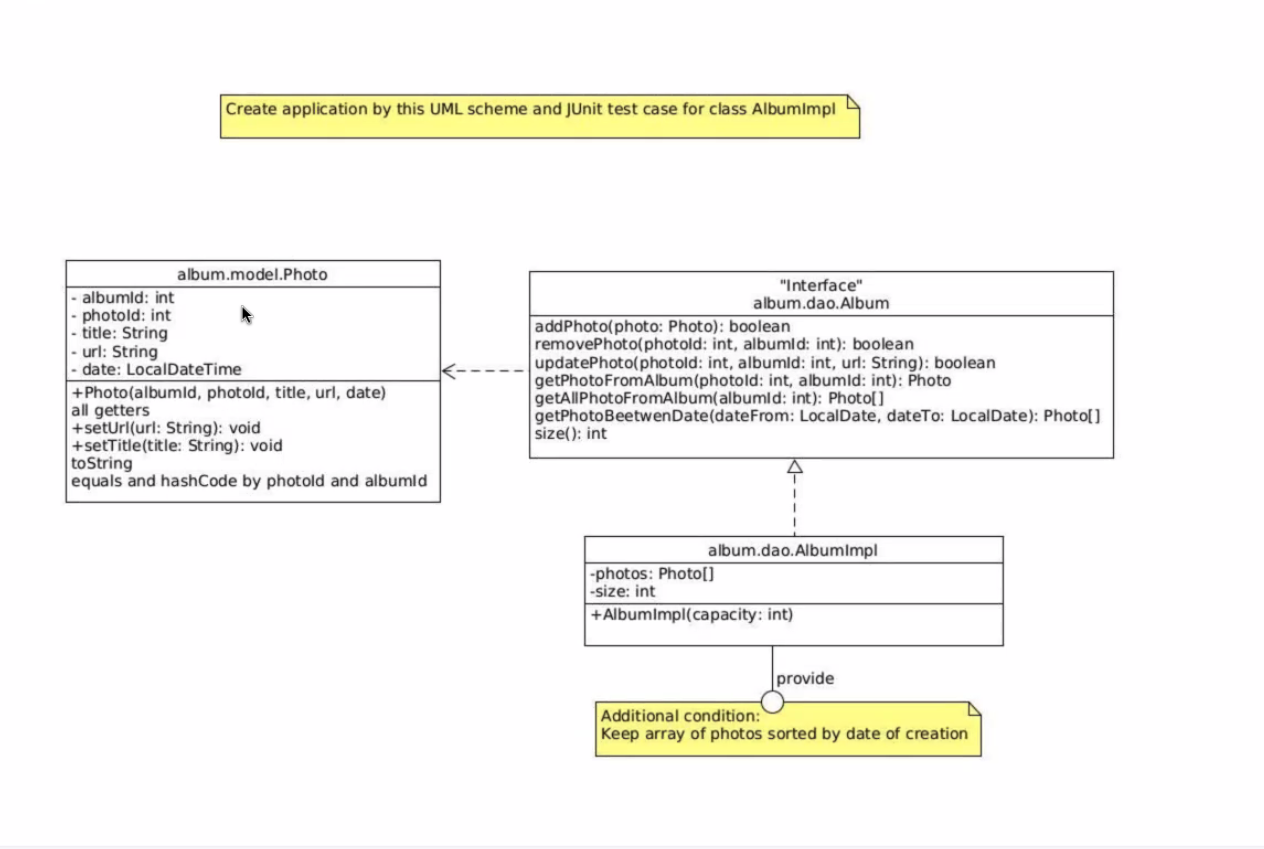 Create application by this UML scheme and JUnit test case for class AlbumImpl
album.model.Photo
- albumId: int
- photoId: int
- title: String
- url: String
- date: LocalDateTime
+Photo(albumId, photoId, title, url, date)
all getters
+setUrl(url: String): void
+setTitle(title: String): void
toString
equals and hashCode by photoId and albumId
"Interface"
album.dao.Album
addPhoto(photo: Photo): boolean
removePhoto(photoId: int, albumId: int): boolean
updatePhoto(photoId: int, albumId: int, url: String): boolean
getPhotoFromAlbum(photoId: int, albumId: int): Photo
getAllPhotoFromAlbum(albumId: int): Photo[]
getPhotoBeetwenDate(dateFrom: LocalDate, dateTo: LocalDate): Photo[]
size(): int
album.dao.AlbumImpl
-photos: Photo[]
-size: int
+AlbumImpl(capacity: int)
provide
Additional condition:
Keep array of photos sorted by date of creation